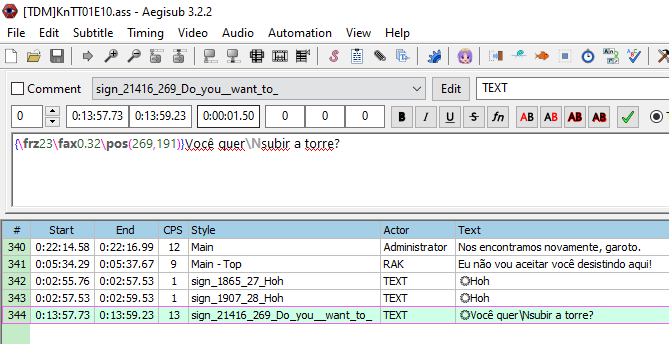 [TDM]KnTT01E10.ass - Aegisub 3.2.2
File Edit Subtitle Timing Video Audio Automation View Help
Comment sign_21416_269_Do_you__want_to_ Edit TEXT
0 0:13:57.73 0:13:59.23 0:00:01.50 0 0 0 B I U S fn AB AB AB AB T
{\frz23\fax0.32\pos(269,191)}Você quer\Nsubir a torre?
# Start End CPS Style Actor Text
340 0:22:14.58 0:22:16.99 12 Main Administrator Nos encontramos novamente, garoto.
341 0:05:34.29 0:05:37.67 9 Main - Top RAK Eu não vou aceitar você desistindo aqui!
342 0:02:55.76 0:02:57.53 1 sign_1865_27_Hoh TEXT Hoh
343 0:02:57.53 0:02:59.53 1 sign_1907_28_Hoh TEXT Hoh
344 0:13:57.73 0:13:59.23 13 sign_21416_269_Do_you__want_to_ TEXT Você quer\Nsubir a torre?